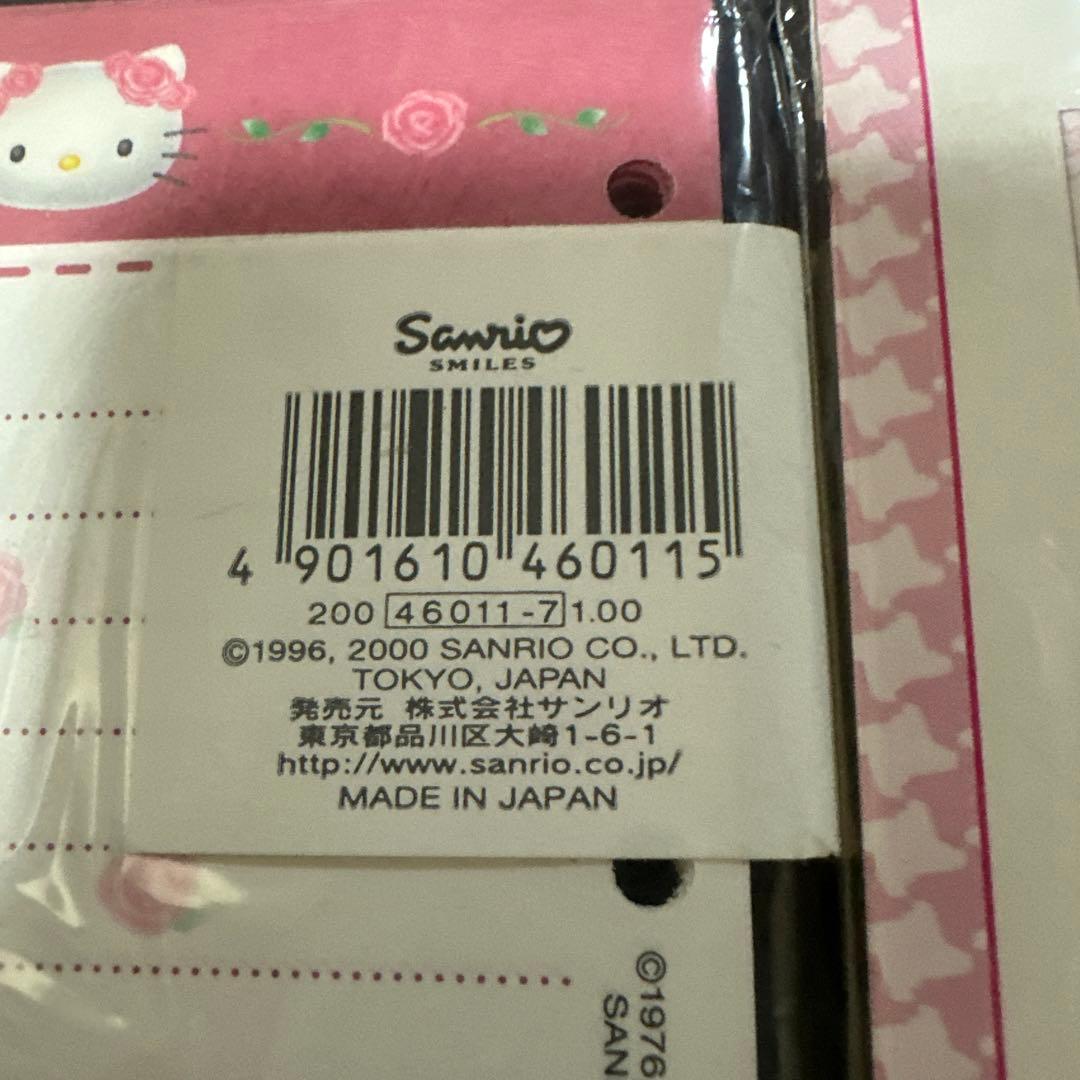 Sanrio
SMILES
4 901610 460115
200 46011-7 1.00
©1996, 2000 SANRIO CO., LTD.
TOKYO, JAPAN
発売元 株式会社サンリオ
東京都品川区大崎1-6-1
http://www.sanrio.co.jp/
MADE IN JAPAN
©1976
SAN